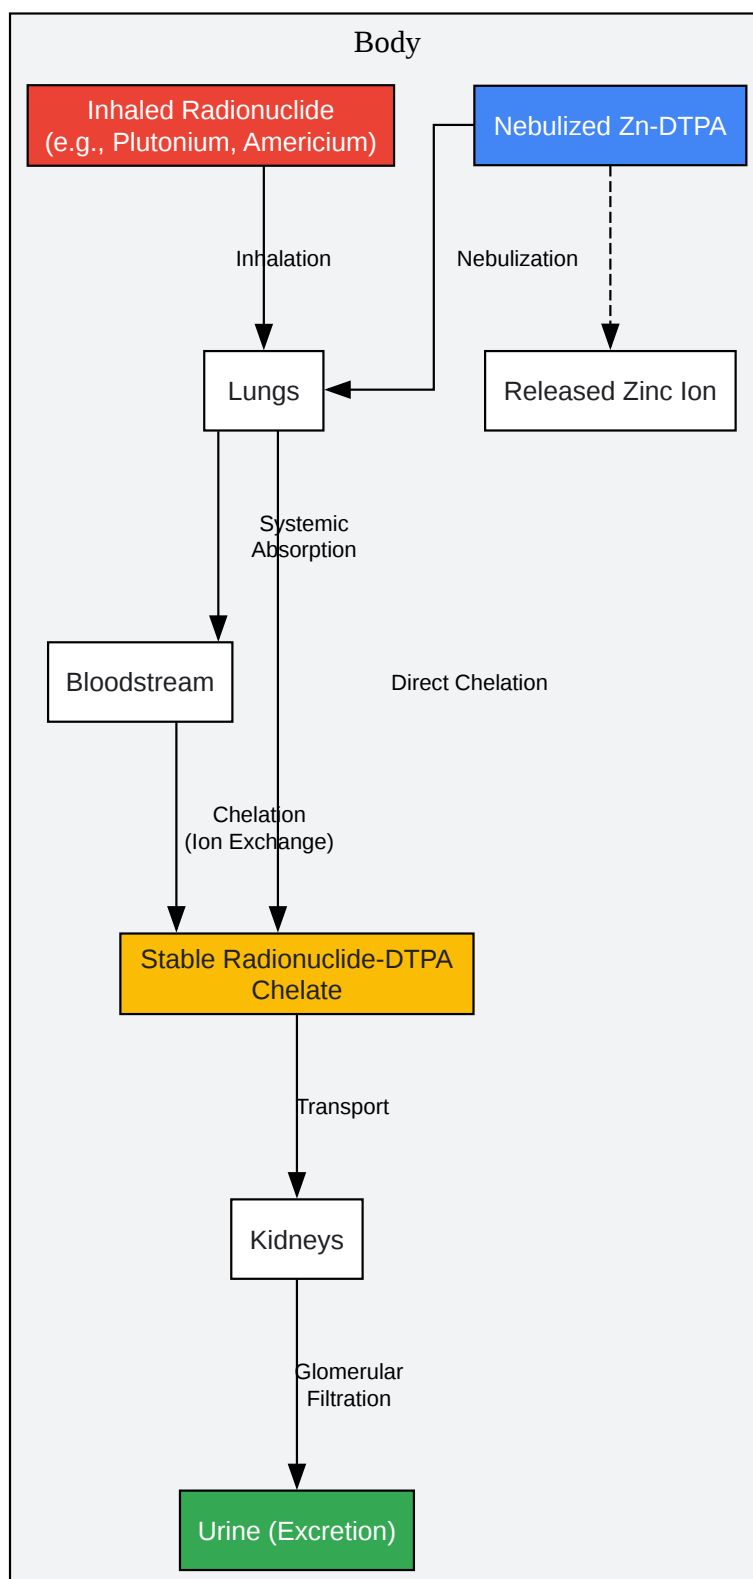 Body
Inhaled Radionuclide
(e.g., Plutonium, Americium)
Nebulized Zn-DTPA
Inhalation
Nebulization
Lungs
Released Zinc Ion
Systemic
Absorption
Bloodstream
Direct Chelation
Chelation
(Ion Exchange)
Stable Radionuclide-DTPA
Chelate
Transport
Kidneys
Glomerular
Filtration
Urine (Excretion)